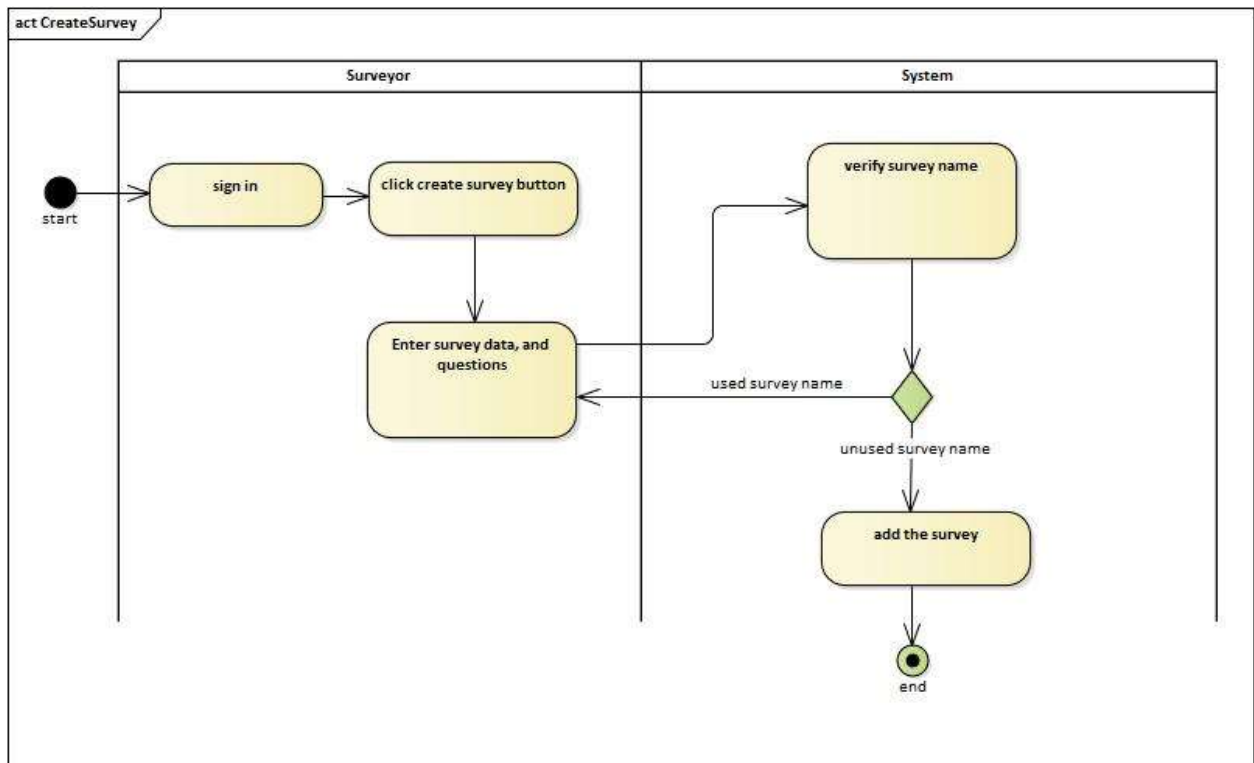 act CreateSurvey
Surveyor
System
start
sign in
click create survey button
verify survey name
Enter survey data, and
questions
used survey name
unused survey name
add the survey
end